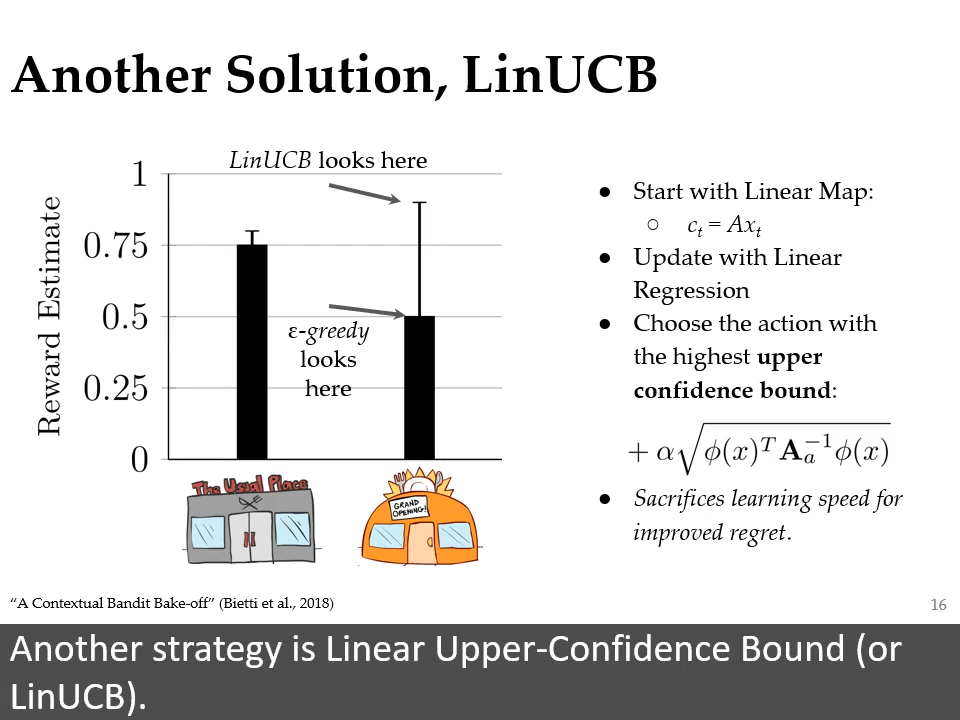 Another Solution, LinUCB
LinUCB looks here
Reward Estimate
1
0.75
0.5
0.25
0
ε-greedy
looks
here
The Usual Place
GRAND
OPENING!
● Start with Linear Map:
○ cₜ = Axₜ
● Update with Linear
Regression
● Choose the action with
the highest upper
confidence bound:
+ α√(ϕ(x)ᵀ Aₐ⁻¹ ϕ(x))
● Sacrifices learning speed for
improved regret.
“A Contextual Bandit Bake-off” (Bietti et al., 2018)
16
Another strategy is Linear Upper-Confidence Bound (or
LinUCB).